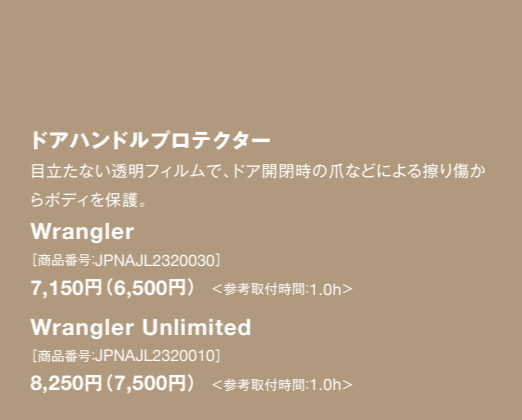 ドアハンドルプロテクター
目立たない透明フィルムで、ドア開閉時の爪などによる擦り傷か
らボディを保護。
Wrangler
［商品番号:JPNAJL2320030］
7,150円（6,500円） ＜参考取付時間:1.0h＞
Wrangler Unlimited
［商品番号:JPNAJL2320010］
8,250円（7,500円） ＜参考取付時間:1.0h＞